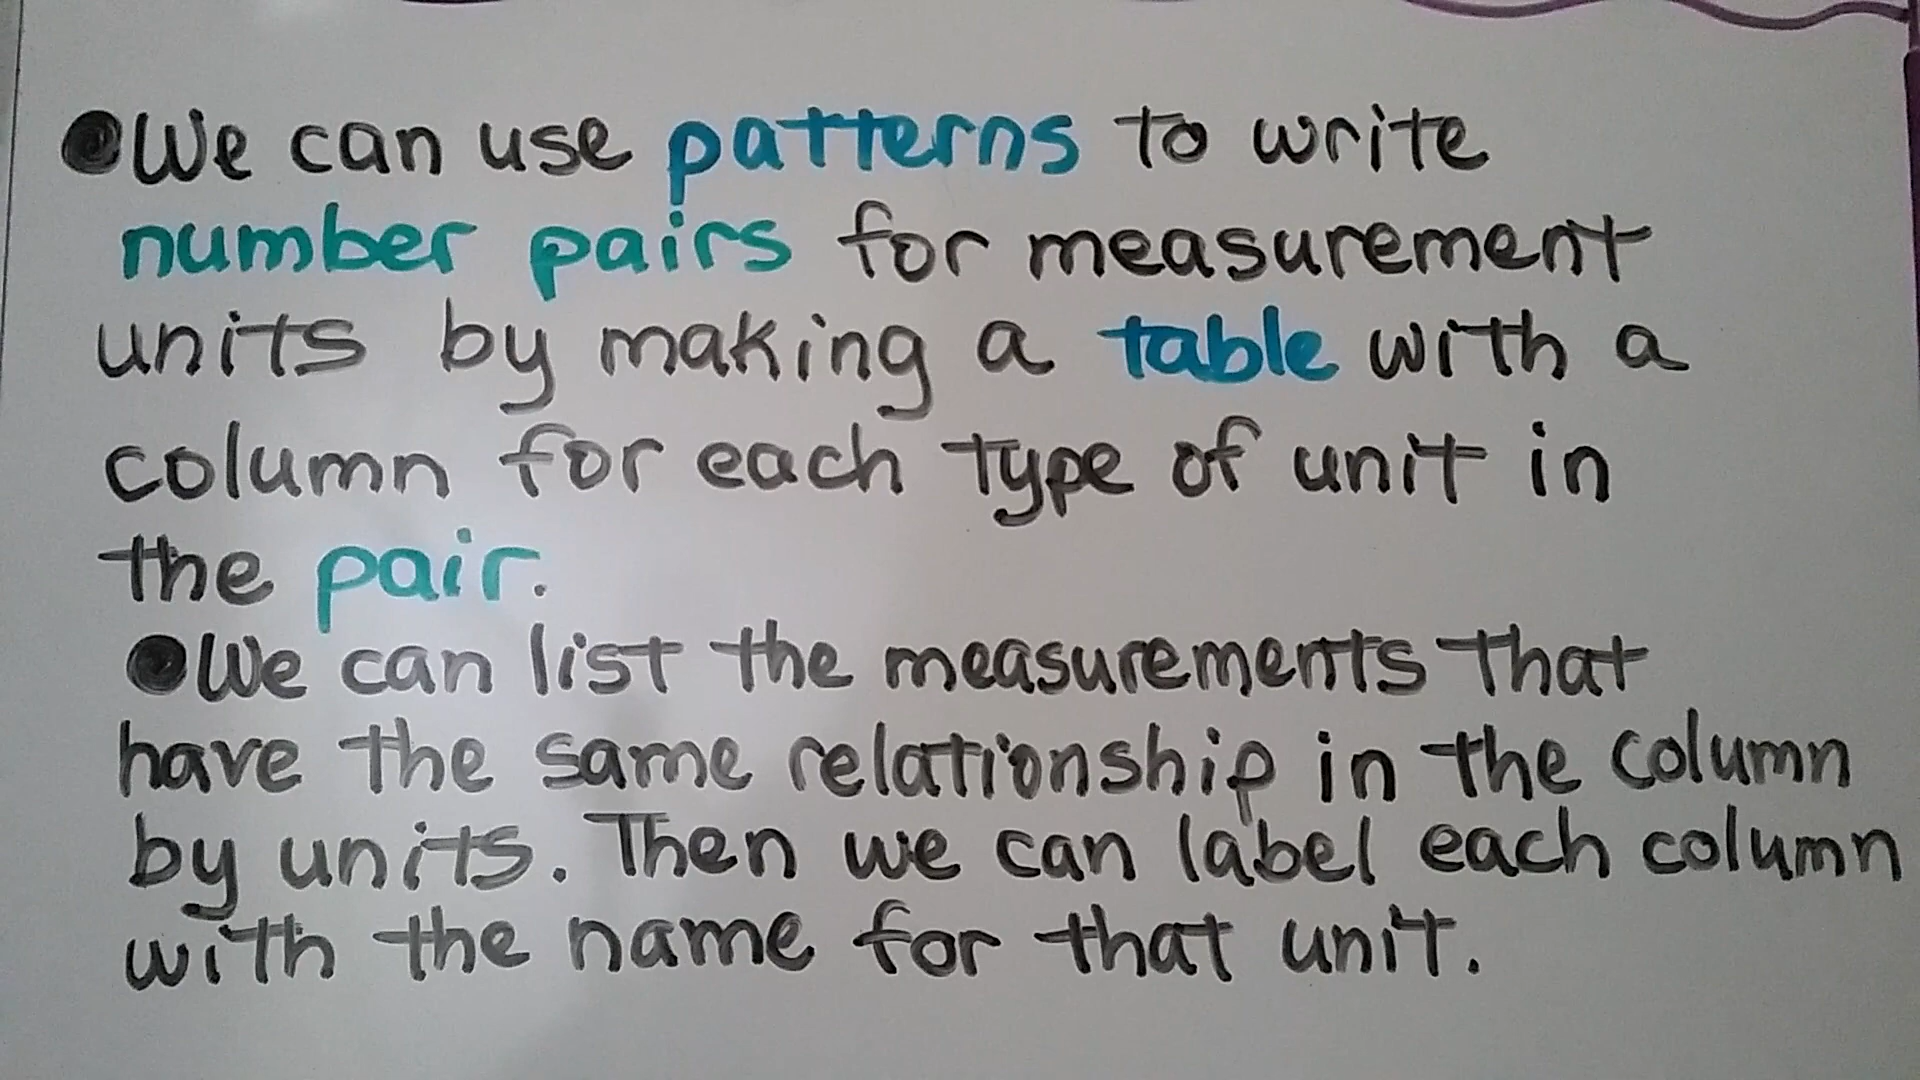 ●We can use patterns to write
number pairs for measurement
units by making a table with a
column for each type of unit in
the pair.
●We can list the measurements that
have the same relationship in the column
by units. Then we can label each column
with the name for that unit.